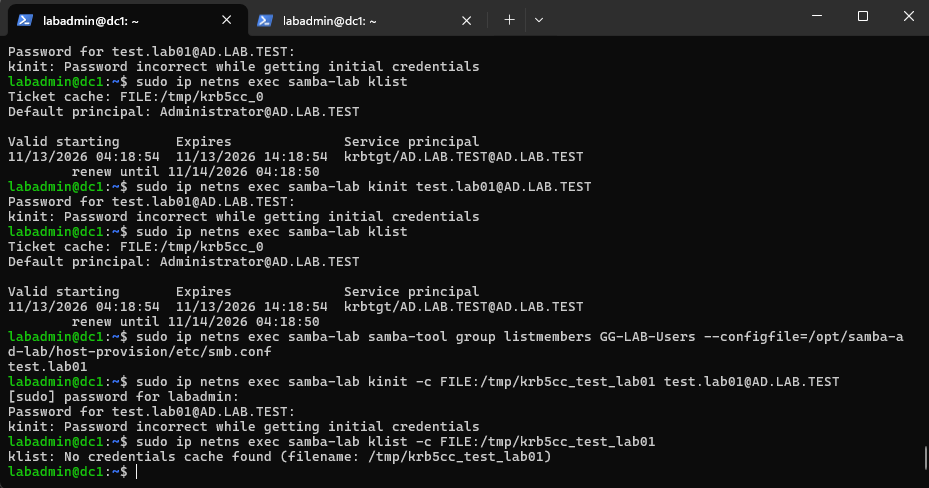 labadmin@dc1: ~
labadmin@dc1: ~
Password for test.lab01@AD.LAB.TEST:
kinit: Password incorrect while getting initial credentials
labadmin@dc1:~$ sudo ip netns exec samba-lab klist
Ticket cache: FILE:/tmp/krb5cc_0
Default principal: Administrator@AD.LAB.TEST
Valid starting       Expires              Service principal
11/13/2026 04:18:54  11/13/2026 14:18:54  krbtgt/AD.LAB.TEST@AD.LAB.TEST
        renew until 11/14/2026 04:18:50
labadmin@dc1:~$ sudo ip netns exec samba-lab kinit test.lab01@AD.LAB.TEST
Password for test.lab01@AD.LAB.TEST:
kinit: Password incorrect while getting initial credentials
labadmin@dc1:~$ sudo ip netns exec samba-lab klist
Ticket cache: FILE:/tmp/krb5cc_0
Default principal: Administrator@AD.LAB.TEST
Valid starting       Expires              Service principal
11/13/2026 04:18:54  11/13/2026 14:18:54  krbtgt/AD.LAB.TEST@AD.LAB.TEST
        renew until 11/14/2026 04:18:50
labadmin@dc1:~$ sudo ip netns exec samba-lab samba-tool group listmembers GG-LAB-Users --configfile=/opt/samba-a
d-lab/host-provision/etc/smb.conf
test.lab01
labadmin@dc1:~$ sudo ip netns exec samba-lab kinit -c FILE:/tmp/krb5cc_test_lab01 test.lab01@AD.LAB.TEST
[sudo] password for labadmin:
Password for test.lab01@AD.LAB.TEST:
kinit: Password incorrect while getting initial credentials
labadmin@dc1:~$ sudo ip netns exec samba-lab klist -c FILE:/tmp/krb5cc_test_lab01
klist: No credentials cache found (filename: /tmp/krb5cc_test_lab01)
labadmin@dc1:~$